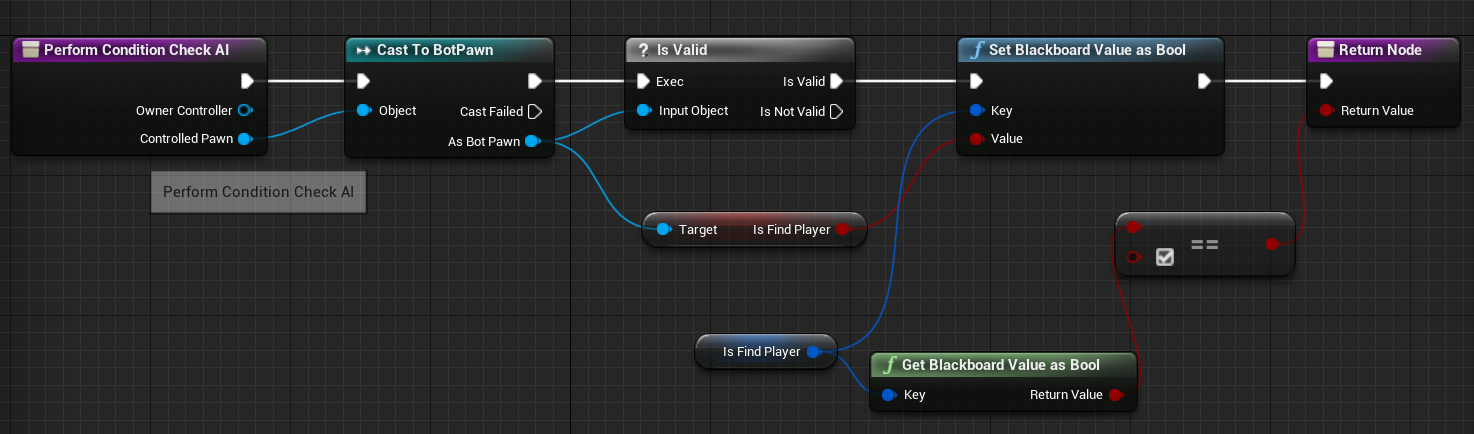 Perform Condition Check AI
Owner Controller
Controlled Pawn
Perform Condition Check AI
Cast To BotPawn
Object
Cast Failed
As Bot Pawn
? Is Valid
Exec
Is Valid
Input Object
Is Not Valid
Target
Is Find Player
Is Find Player
f Set Blackboard Value as Bool
Key
Value
f Get Blackboard Value as Bool
Key
Return Value
==
Return Node
Return Value